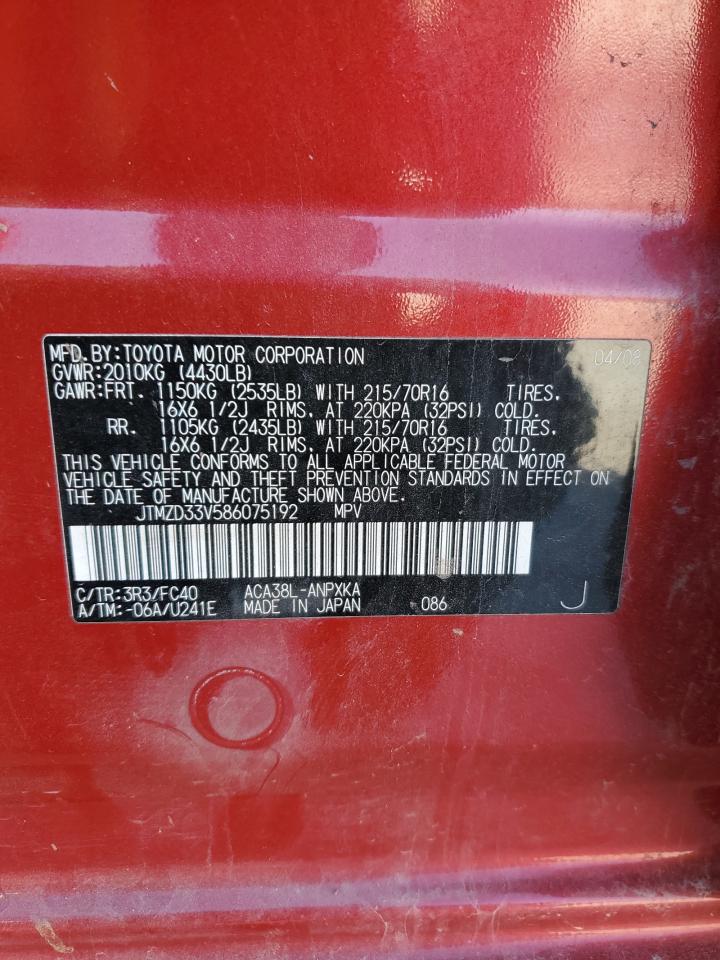 MFD.BY:TOYOTA MOTOR CORPORATION 04/08
GVWR:2010KG (4430LB)
GAWR:FRT. 1150KG (2535LB) WITH 215/70R16 TIRES,
16X6 1/2J RIMS, AT 220KPA (32PSI) COLD.
RR. 1105KG (2435LB) WITH 215/70R16 TIRES,
16X6 1/2J RIMS, AT 220KPA (32PSI) COLD.
THIS VEHICLE CONFORMS TO ALL APPLICABLE FEDERAL MOTOR
VEHICLE SAFETY AND THEFT PREVENTION STANDARDS IN EFFECT ON
THE DATE OF MANUFACTURE SHOWN ABOVE.
JTMZD33V586075192 MPV
C/TR:3R3/FC40 ACA38L-ANPXKA
A/TM:-06A/U241E MADE IN JAPAN 086 J